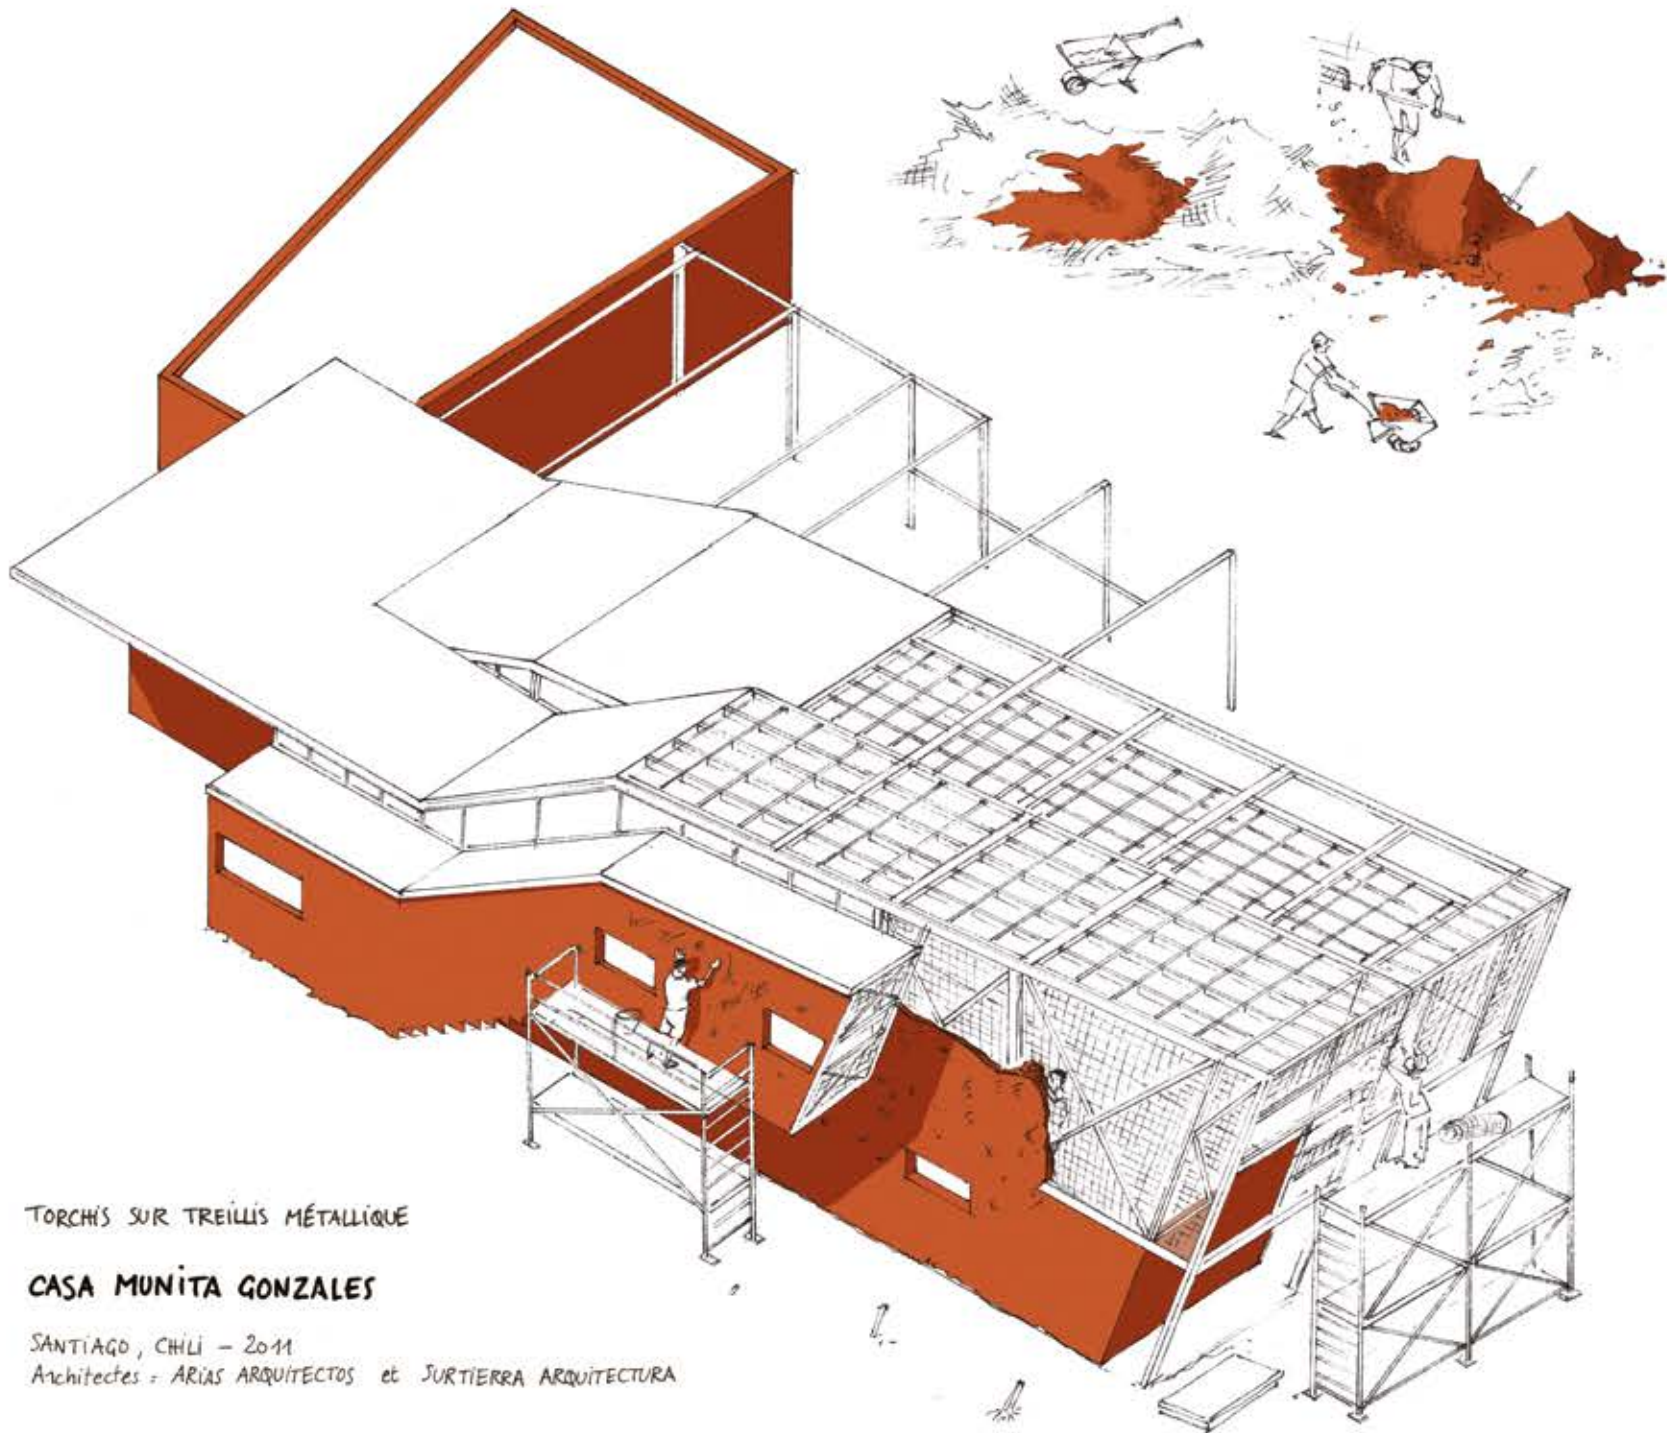 TORCHIS SUR TREILLIS MÉTALLIQUE
CASA MUNITA GONZALES
SANTIAGO, CHILI – 2011
Architectes : ARIAS ARQUITECTOS et SURTIERRA ARQUITECTURA